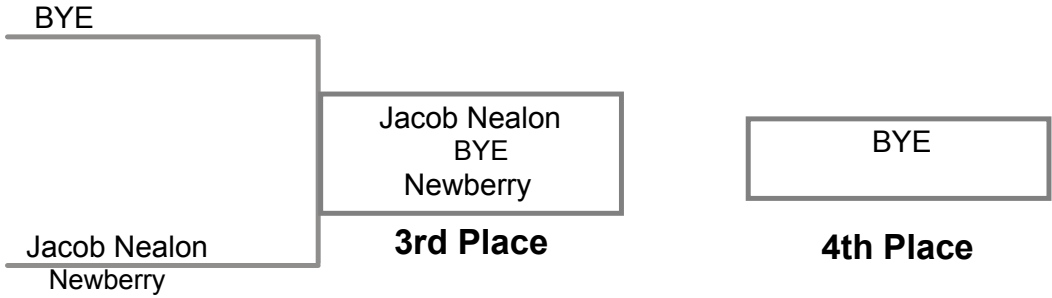 BYE
Jacob Nealon
Newberry
Jacob Nealon
BYE
Newberry
3rd Place
BYE
4th Place